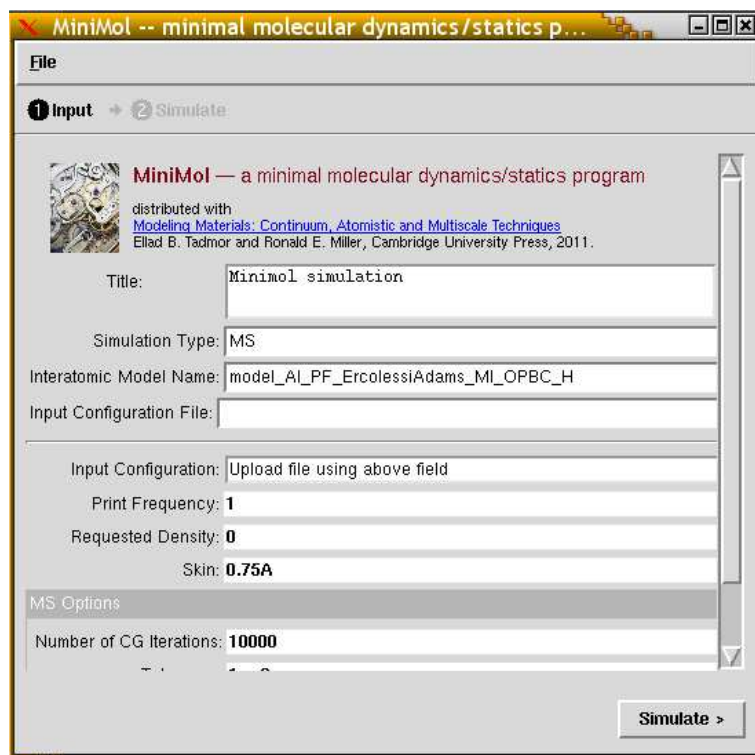 MiniMol -- minimal molecular dynamics/statics p...
File
1 Input → 2 Simulate
MiniMol — a minimal molecular dynamics/statics program
distributed with
Modeling Materials: Continuum, Atomistic and Multiscale Techniques
Ellad B. Tadmor and Ronald E. Miller, Cambridge University Press, 2011.
Title: Minimol simulation
Simulation Type: MS
Interatomic Model Name: model_Al_PF_ErcolessiAdams_MI_OPBC_H
Input Configuration File:
Input Configuration: Upload file using above field
Print Frequency: 1
Requested Density: 0
Skin: 0.75A
MS Options
Number of CG Iterations: 10000
Simulate >